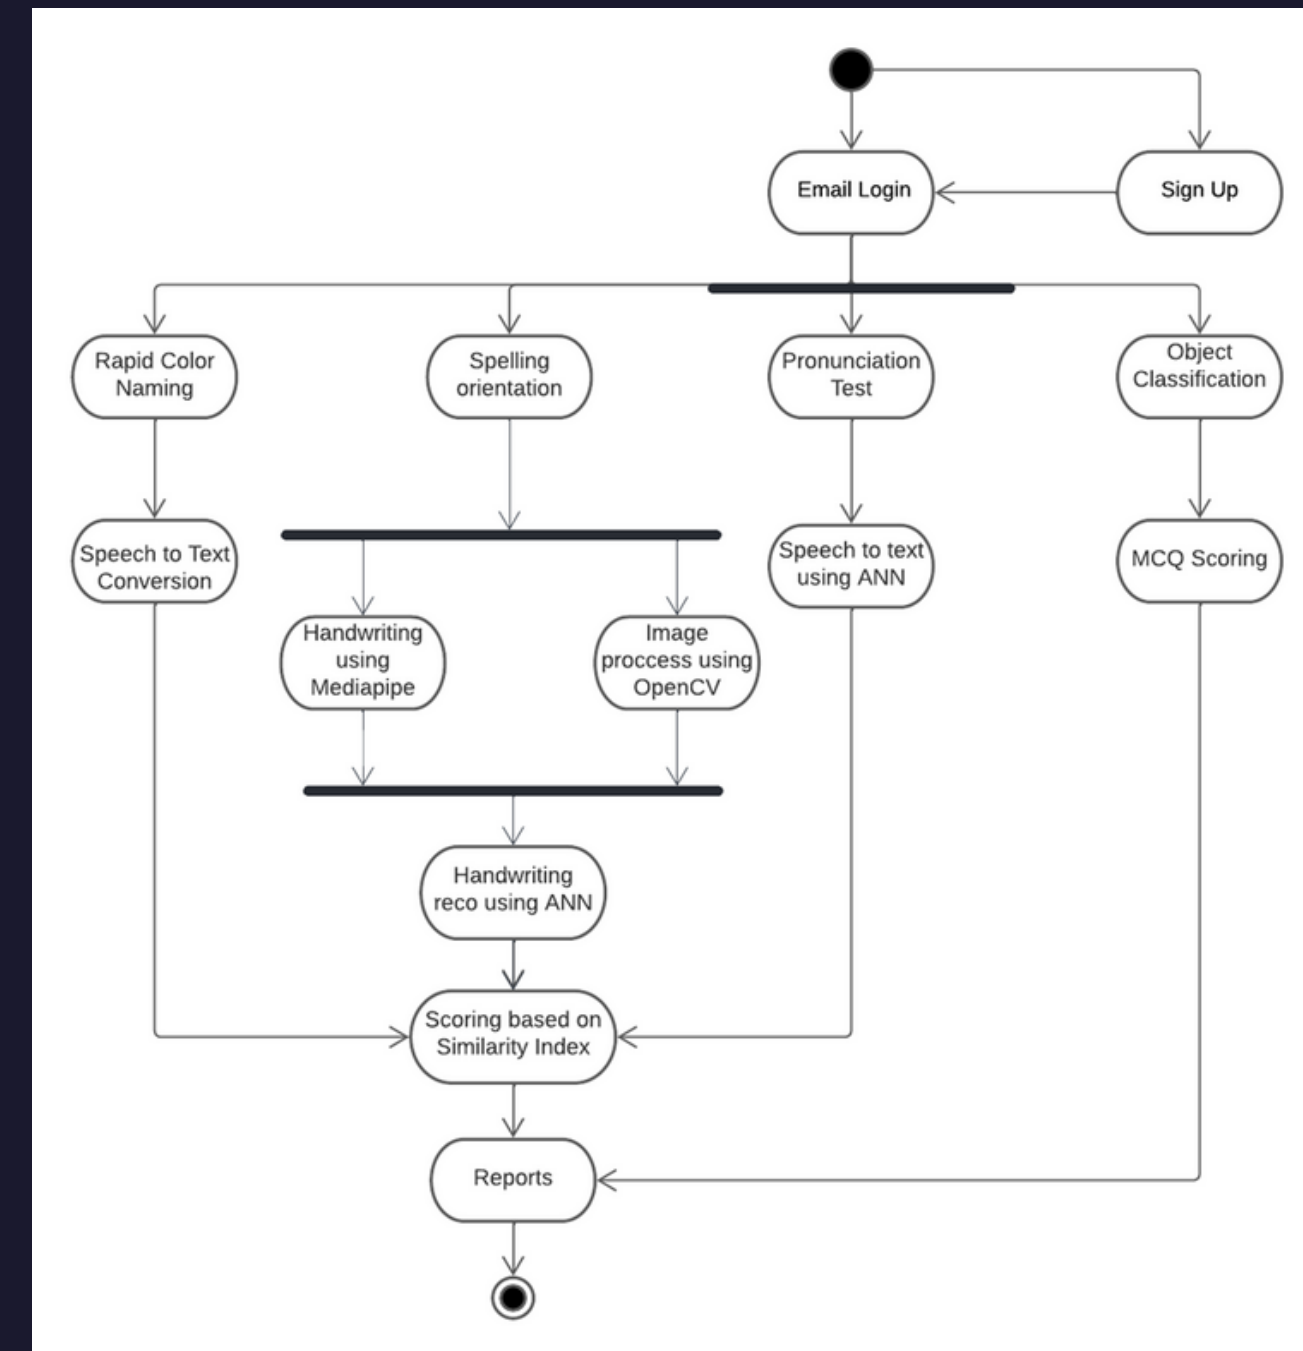 Email Login
Sign Up
Rapid Color
Naming
Spelling
orientation
Pronunciation
Test
Object
Classification
Speech to Text
Conversion
Speech to text
using ANN
MCQ Scoring
Handwriting
using
Mediapipe
Image
proccess using
OpenCV
Handwriting
reco using ANN
Scoring based on
Similarity Index
Reports